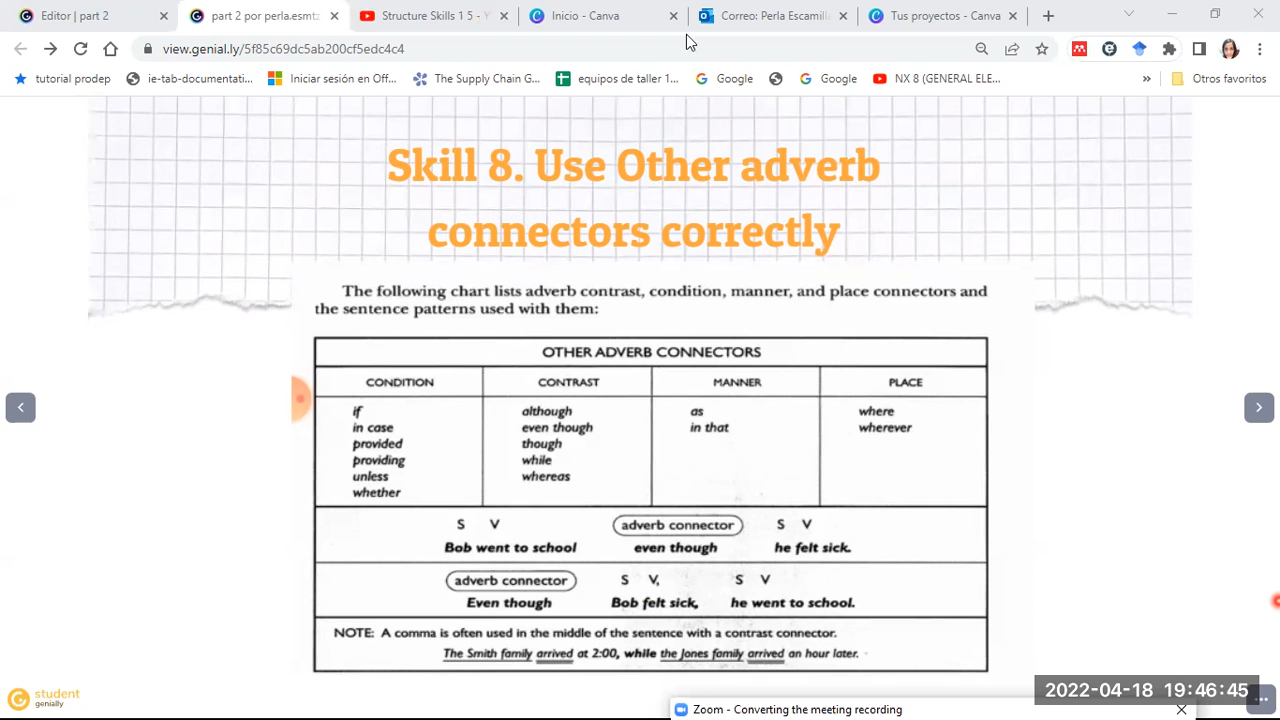 Editor | part 2
part 2 por perla.esmta
Structure Skills 1 5 - Y
Inicio - Canva
Correo: Perla Escamilla
Tus proyectos - Canva
view.genial.ly/5f85c69dc5ab200cf5edc4c4
tutorial prodep
ie-tab-documentati...
Iniciar sesión en Of...
The Supply Chain G...
equipos de taller 1...
Google
Google
NX 8 (GENERAL ELE...
»
Otros favoritos
Skill 8. Use Other adverb
connectors correctly
The following chart lists adverb contrast, condition, manner, and place connectors and
the sentence patterns used with them:
OTHER ADVERB CONNECTORS
CONDITION CONTRAST MANNER PLACE
if although as where
in case even though in that wherever
provided though
providing while
unless whereas
whether
S V adverb connector S V
Bob went to school even though he felt sick.
adverb connector S V, S V
Even though Bob felt sick, he went to school.
NOTE: A comma is often used in the middle of the sentence with a contrast connector.
The Smith family arrived at 2:00, while the Jones family arrived an hour later.
student
genially
2022-04-18 19:46:45
Zoom - Converting the meeting recording